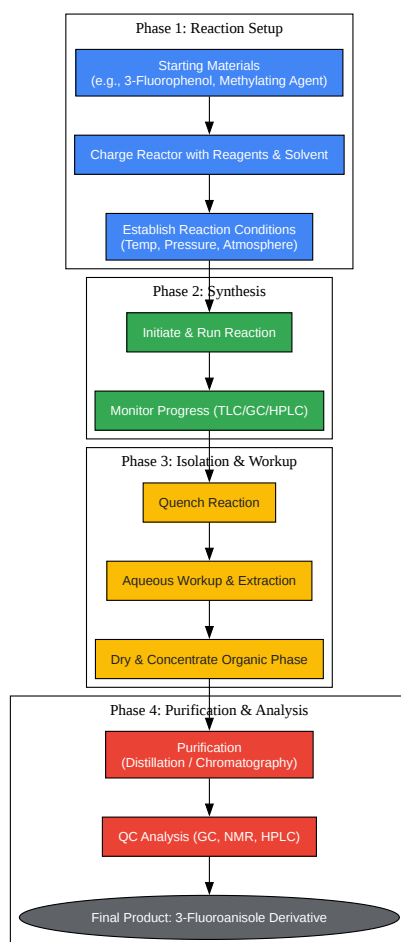 Phase 1: Reaction Setup
Starting Materials
(e.g., 3-Fluorophenol, Methylating Agent)
Charge Reactor with Reagents & Solvent
Establish Reaction Conditions
(Temp, Pressure, Atmosphere)
Phase 2: Synthesis
Initiate & Run Reaction
Monitor Progress (TLC/GC/HPLC)
Phase 3: Isolation & Workup
Quench Reaction
Aqueous Workup & Extraction
Dry & Concentrate Organic Phase
Phase 4: Purification & Analysis
Purification
(Distillation / Chromatography)
QC Analysis (GC, NMR, HPLC)
Final Product: 3-Fluoroanisole Derivative